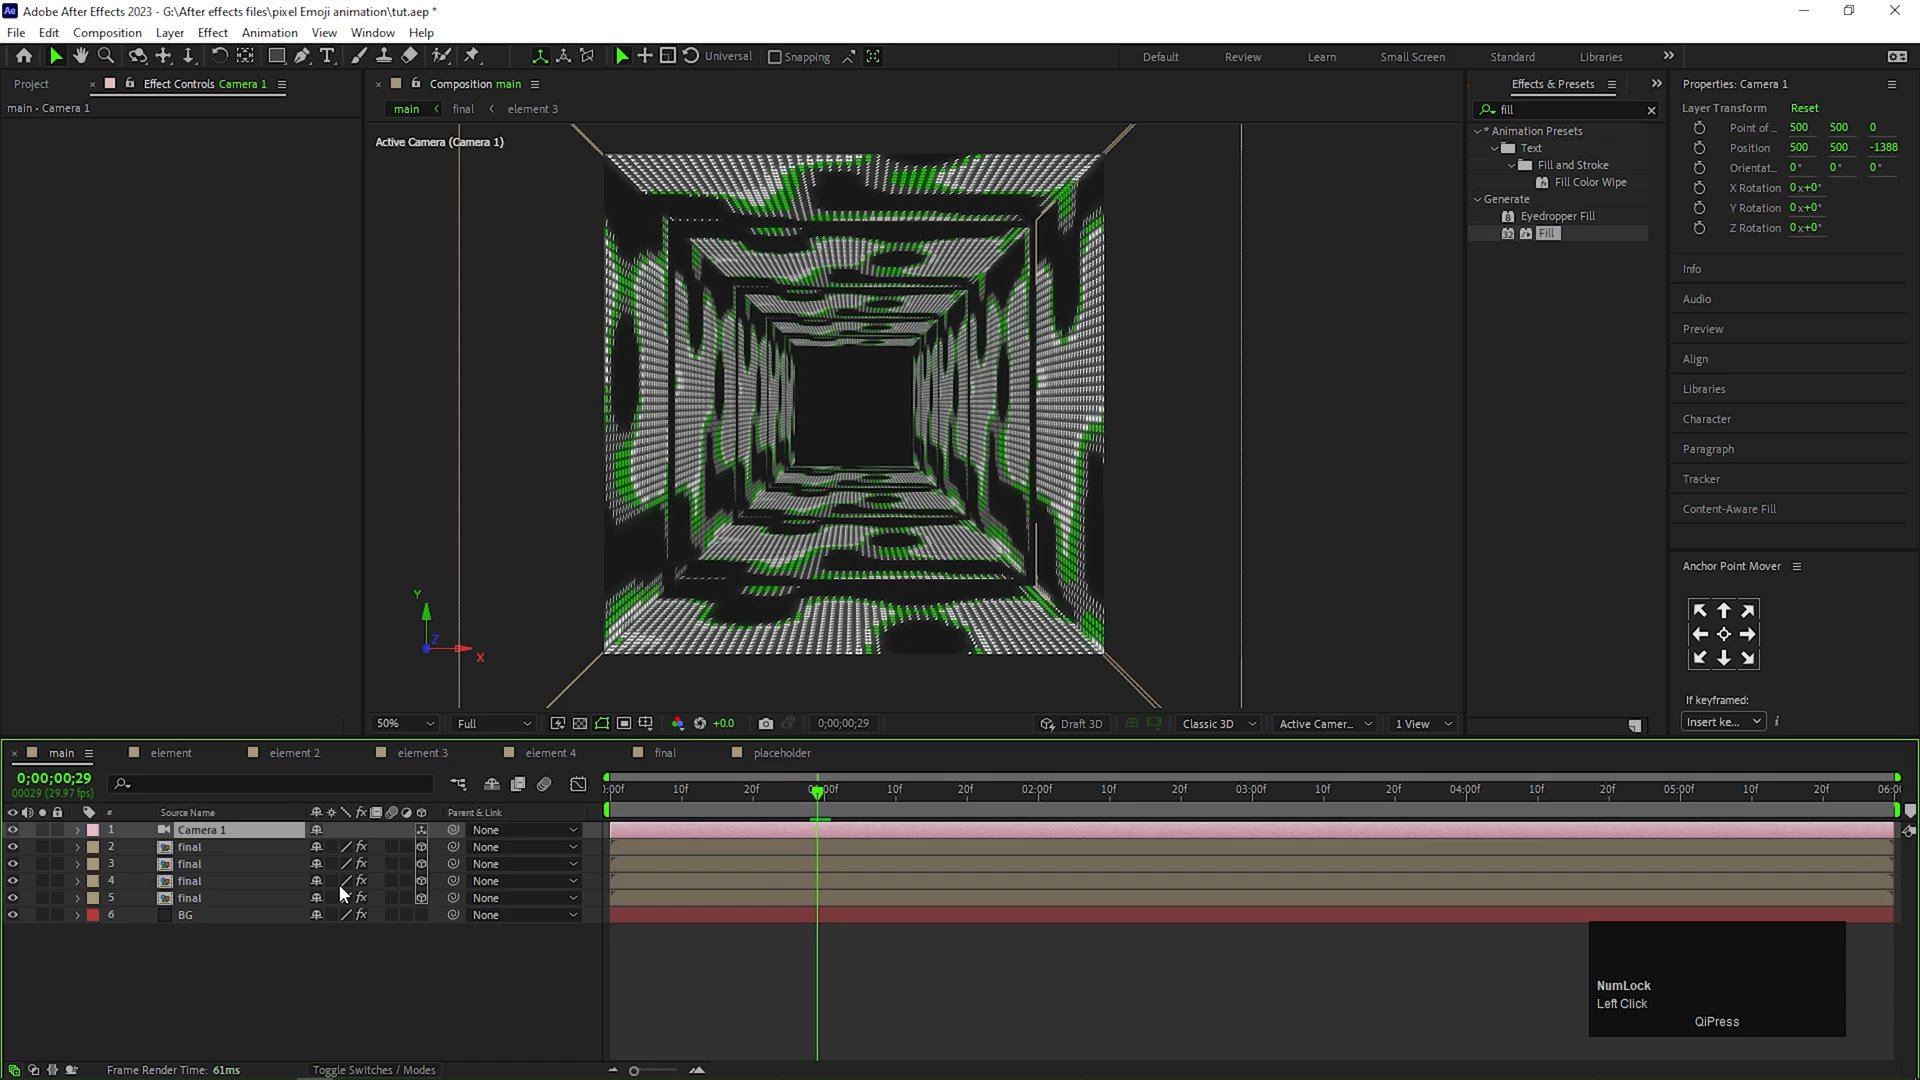 Adobe After Effects 2023 - G:\After effects files\pixel Emoji animation\tut.aep *
File Edit Composition Layer Effect Animation View Window Help
Universal Snapping Default Review Learn Small Screen Standard Libraries
Project Effect Controls Camera 1
main • Camera 1
Composition main
main final element 3
Active Camera (Camera 1)
Y
Z
X
50% Full +0.0 0;00;00;29 Draft 3D Classic 3D Active Camer... 1 View
Effects & Presets
fill
* Animation Presets
Text
Fill and Stroke
Fill Color Wipe
Generate
Eyedropper Fill
Fill
Properties: Camera 1
Layer Transform Reset
Point of ... 500 500 0
Position 500 500 -1388
Orientat... 0° 0° 0°
X Rotation 0x+0°
Y Rotation 0x+0°
Z Rotation 0x+0°
Info
Audio
Preview
Align
Libraries
Character
Paragraph
Tracker
Content-Aware Fill
Anchor Point Mover
If keyframed:
Insert ke...
main element element 2 element 3 element 4 final placeholder
0;00;00;29
00029 (29.97 fps)
# Source Name fx Parent & Link
10f 20f 10f 20f 02:00f 10f 20f 03:00f 10f 20f 04:00f 10f 20f 05:00f 10f 20f
1 Camera 1 None
2 final fx None
3 final fx None
4 final fx None
5 final fx None
6 BG fx None
NumLock
Left Click
QiPress
Frame Render Time: 61ms Toggle Switches / Modes